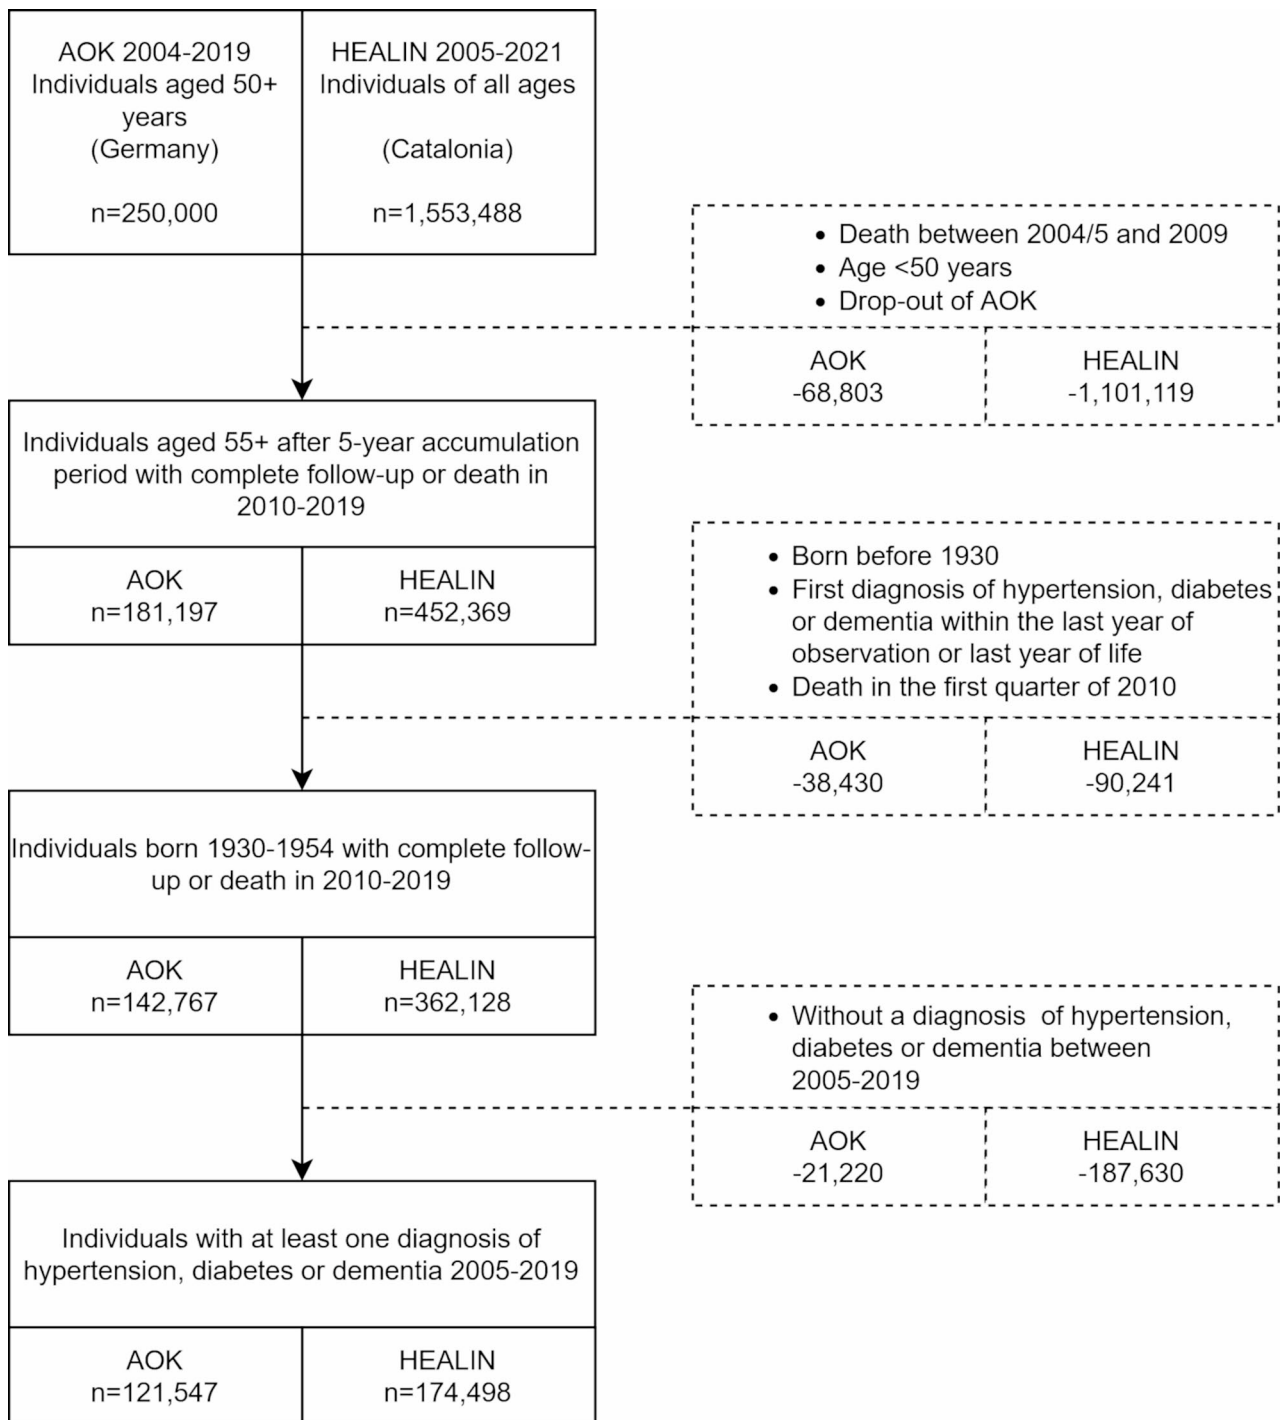 AOK 2004-2019
Individuals aged 50+
years
(Germany)
n=250,000
HEALIN 2005-2021
Individuals of all ages
(Catalonia)
n=1,553,488
• Death between 2004/5 and 2009
• Age <50 years
• Drop-out of AOK
AOK
-68,803
HEALIN
-1,101,119
Individuals aged 55+ after 5-year accumulation
period with complete follow-up or death in
2010-2019
AOK
n=181,197
HEALIN
n=452,369
• Born before 1930
• First diagnosis of hypertension, diabetes
or dementia within the last year of
observation or last year of life
• Death in the first quarter of 2010
AOK
-38,430
HEALIN
-90,241
Individuals born 1930-1954 with complete follow-
up or death in 2010-2019
AOK
n=142,767
HEALIN
n=362,128
• Without a diagnosis of hypertension,
diabetes or dementia between
2005-2019
AOK
-21,220
HEALIN
-187,630
Individuals with at least one diagnosis of
hypertension, diabetes or dementia 2005-2019
AOK
n=121,547
HEALIN
n=174,498